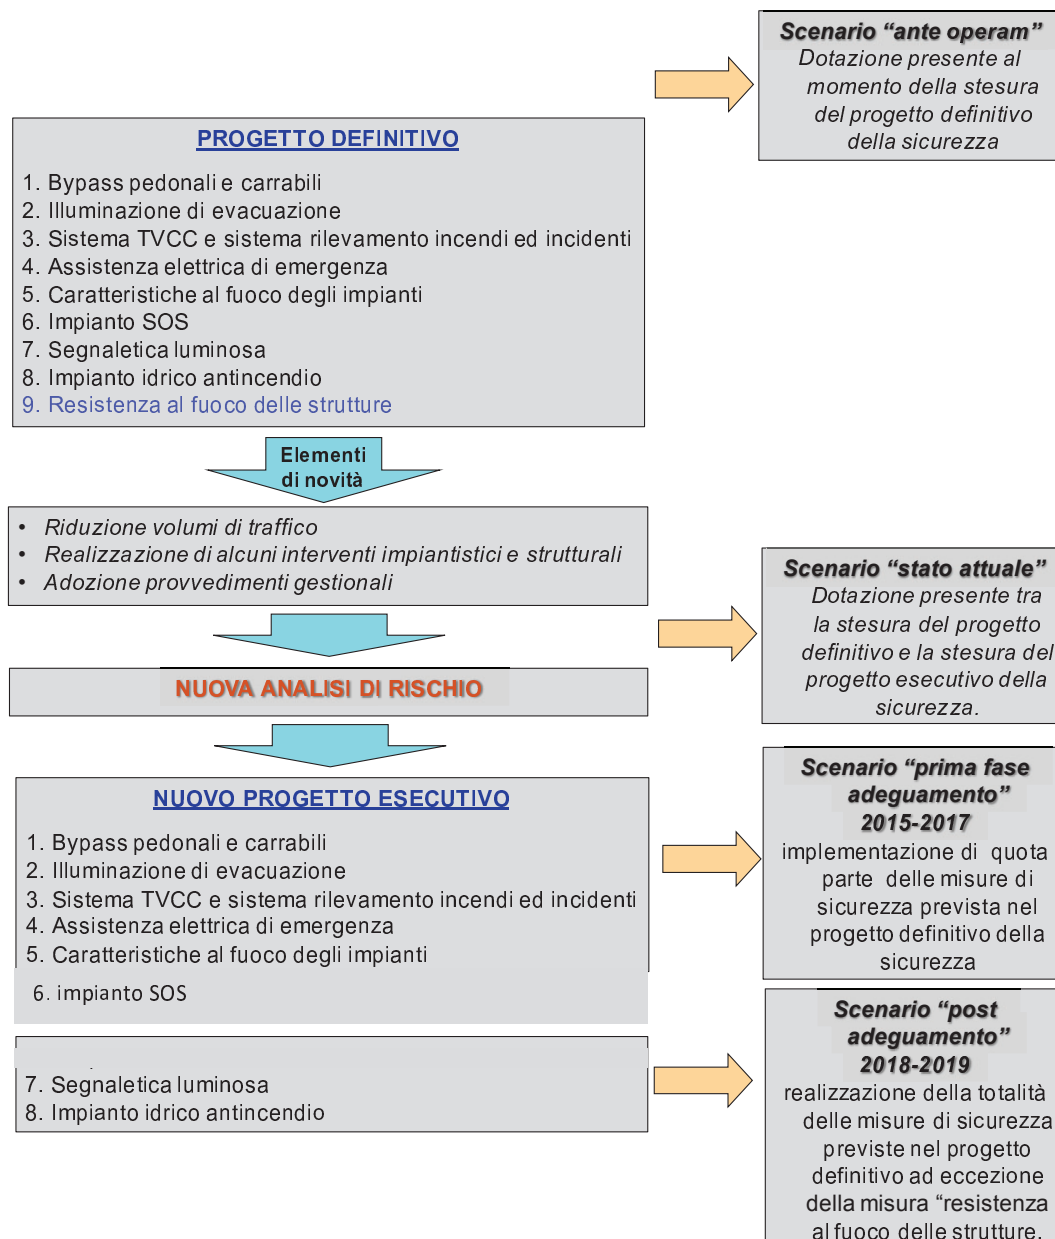 Scenario “ante operam”
Dotazione presente al
momento della stesura
del progetto definitivo
della sicurezza
PROGETTO DEFINITIVO
1. Bypass pedonali e carrabili
2. Illuminazione di evacuazione
3. Sistema TVCC e sistema rilevamento incendi ed incidenti
4. Assistenza elettrica di emergenza
5. Caratteristiche al fuoco degli impianti
6. Impianto SOS
7. Segnaletica luminosa
8. Impianto idrico antincendio
9. Resistenza al fuoco delle strutture
Elementi
di novità
• Riduzione volumi di traffico
• Realizzazione di alcuni interventi impiantistici e strutturali
• Adozione provvedimenti gestionali
Scenario “stato attuale”
Dotazione presente tra
la stesura del progetto
definitivo e la stesura del
progetto esecutivo della
sicurezza.
NUOVA ANALISI DI RISCHIO
NUOVO PROGETTO ESECUTIVO
1. Bypass pedonali e carrabili
2. Illuminazione di evacuazione
3. Sistema TVCC e sistema rilevamento incendi ed incidenti
4. Assistenza elettrica di emergenza
5. Caratteristiche al fuoco degli impianti
6. impianto SOS
Scenario “prima fase
adeguamento”
2015-2017
implementazione di quota
parte delle misure di
sicurezza prevista nel
progetto definitivo della
sicurezza
7. Segnaletica luminosa
8. Impianto idrico antincendio
Scenario “post
adeguamento”
2018-2019
realizzazione della totalità
delle misure di sicurezza
previste nel progetto
definitivo ad eccezione
della misura “resistenza
al fuoco delle strutture.